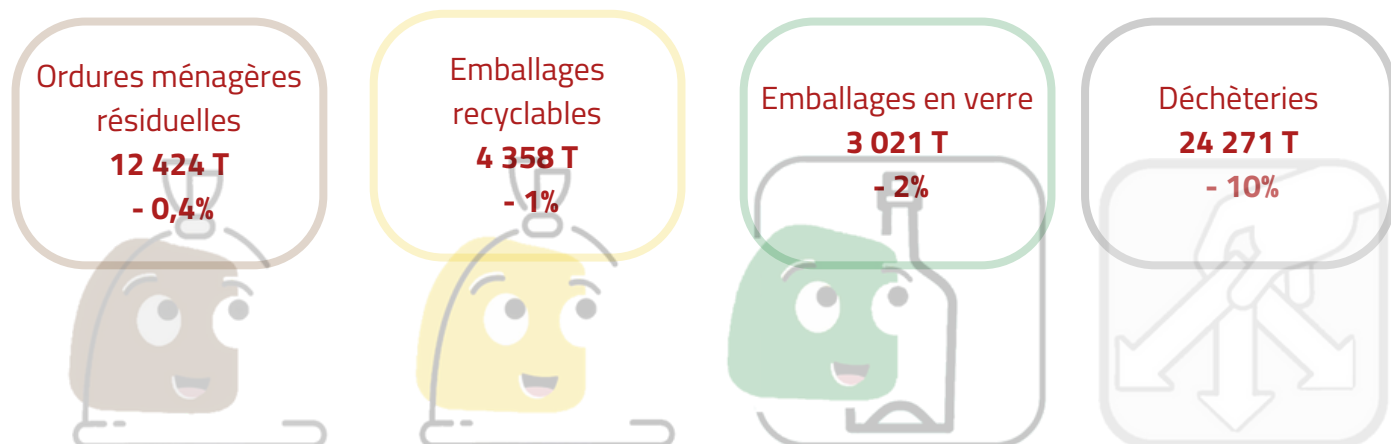 Ordures ménagères
résiduelles
12 424 T
- 0,4%
Emballages
recyclables
4 358 T
- 1%
Emballages en verre
3 021 T
- 2%
Déchèteries
24 271 T
- 10%